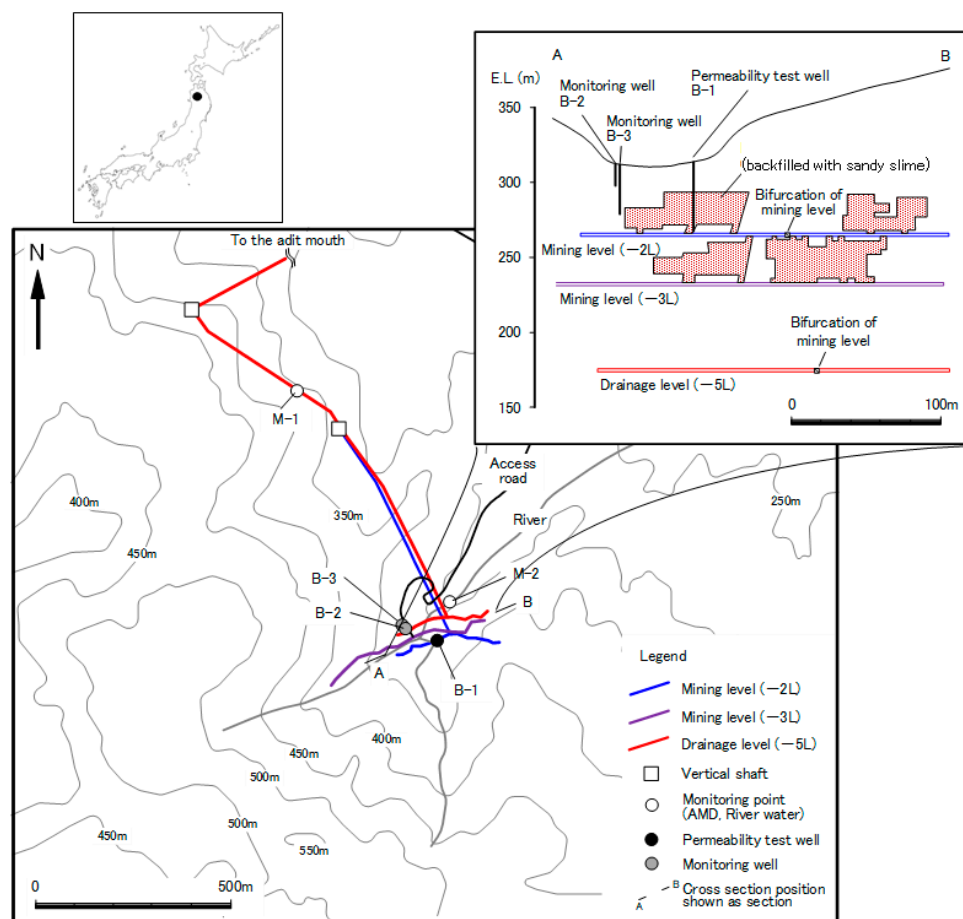 A
B
E.L. (m)
Monitoring well
B-2
Permeability test well
B-1
Monitoring well
B-3
350
300
250
200
150
(backfilled with sandy slime)
Bifurcation of
mining level
Mining level (-2L)
Mining level (-3L)
Bifurcation of
mining level
Drainage level (-5L)
0
100m
N
To the adit mouth
M-1
Access
road
River
350m
400m
450m
250m
B-3
B-2
M-2
B
A
B-1
400m
450m
500m
500m
450m
550m
0
500m
Legend
Mining level (-2L)
Mining level (-3L)
Drainage level (-5L)
Vertical shaft
Monitoring point
(AMD, River water)
Permeability test well
Monitoring well
B
Cross section position
shown as section
A